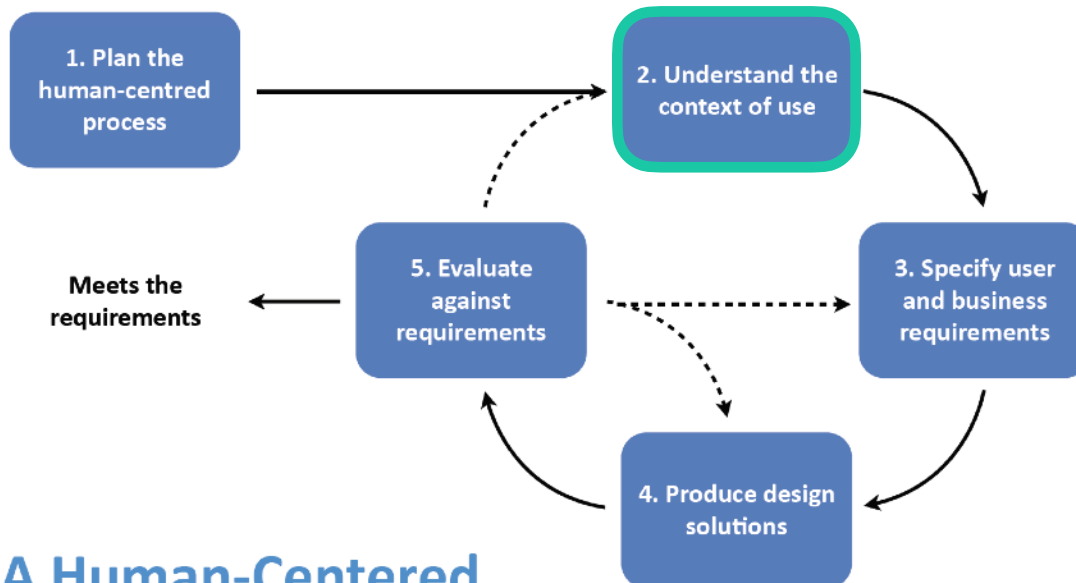 1. Plan the
human-centred
process
2. Understand the
context of use
3. Specify user
and business
requirements
4. Produce design
solutions
5. Evaluate
against
requirements
Meets the
requirements
A Human-Centered